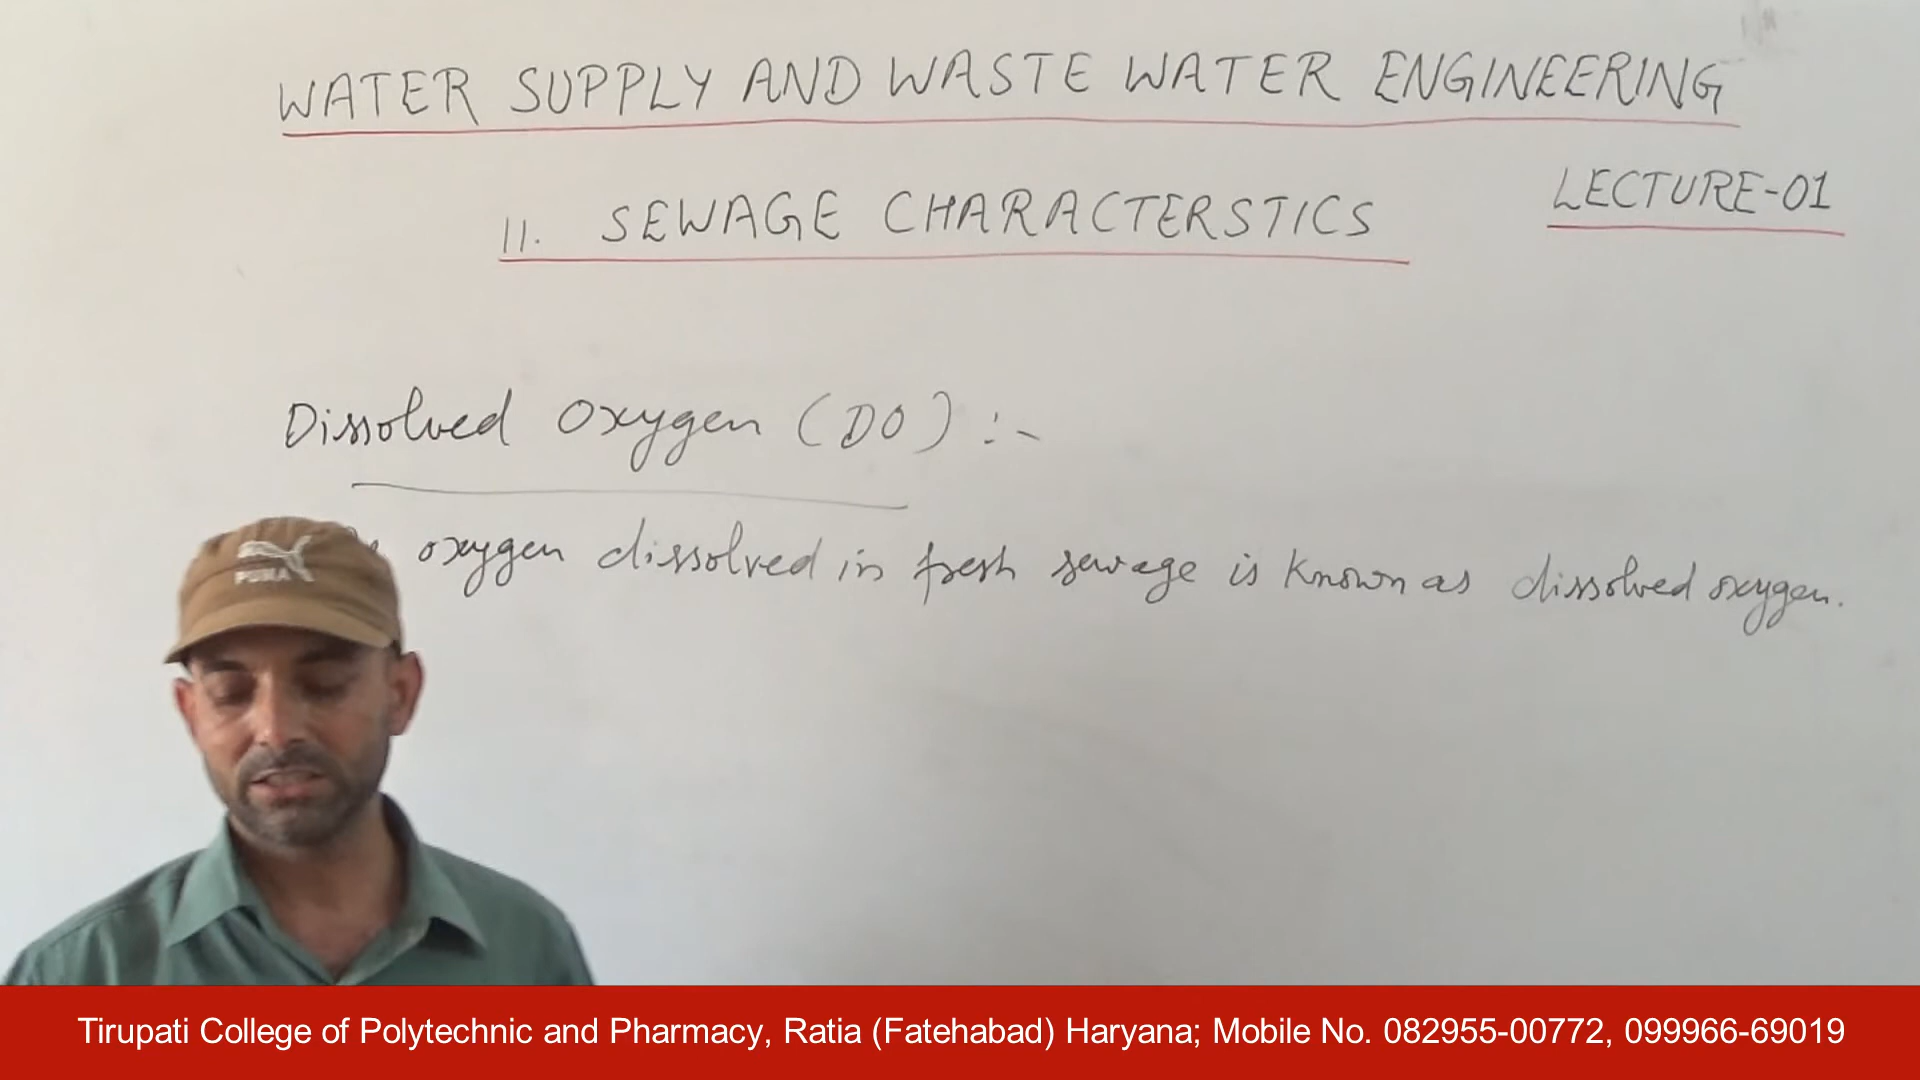 WATER SUPPLY AND WASTE WATER ENGINEERING
LECTURE-01
11. SEWAGE CHARACTERSTICS
Dissolved Oxygen (DO) :-
oxygen dissolved in fresh sewage is known as dissolved oxygen.
PUMA
Tirupati College of Polytechnic and Pharmacy, Ratia (Fatehabad) Haryana; Mobile No. 082955-00772, 099966-69019